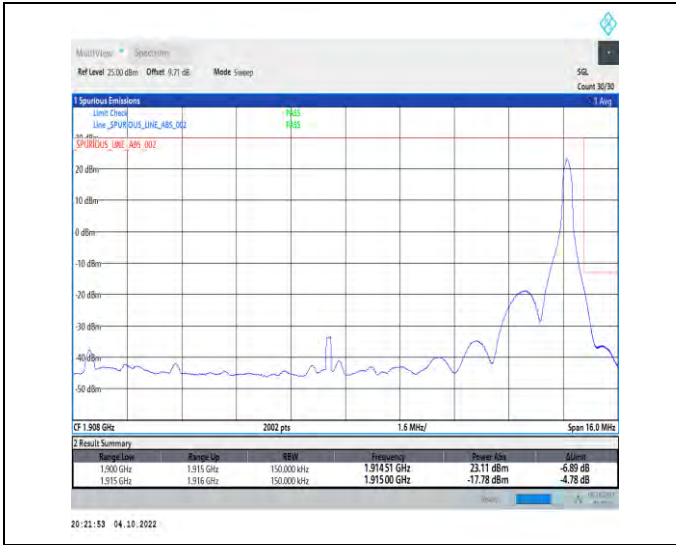 MultiView Spectrum
Ref Level 25.00 dBm Offset 9.71 dB Mode Sweep SGL
Count 30/30
1 Spurious Emissions 1 Avg
Limit Check PASS
Line _SPURIOUS_LINE_ABS_002 PASS
30 dBm
SPURIOUS_LINE_ABS_002
20 dBm
10 dBm
0 dBm
-10 dBm
-20 dBm
-30 dBm
-40 dBm
-50 dBm
CF 1.908 GHz 2002 pts 1.6 MHz/ Span 16.0 MHz
2 Result Summary
Range Low Range Up RBW Frequency Power Abs ΔLimit
1.900 GHz 1.915 GHz 150.000 kHz 1.91451 GHz 23.11 dBm -6.89 dB
1.915 GHz 1.916 GHz 150.000 kHz 1.91500 GHz -17.78 dBm -4.78 dB
20:21:53 04.10.2022